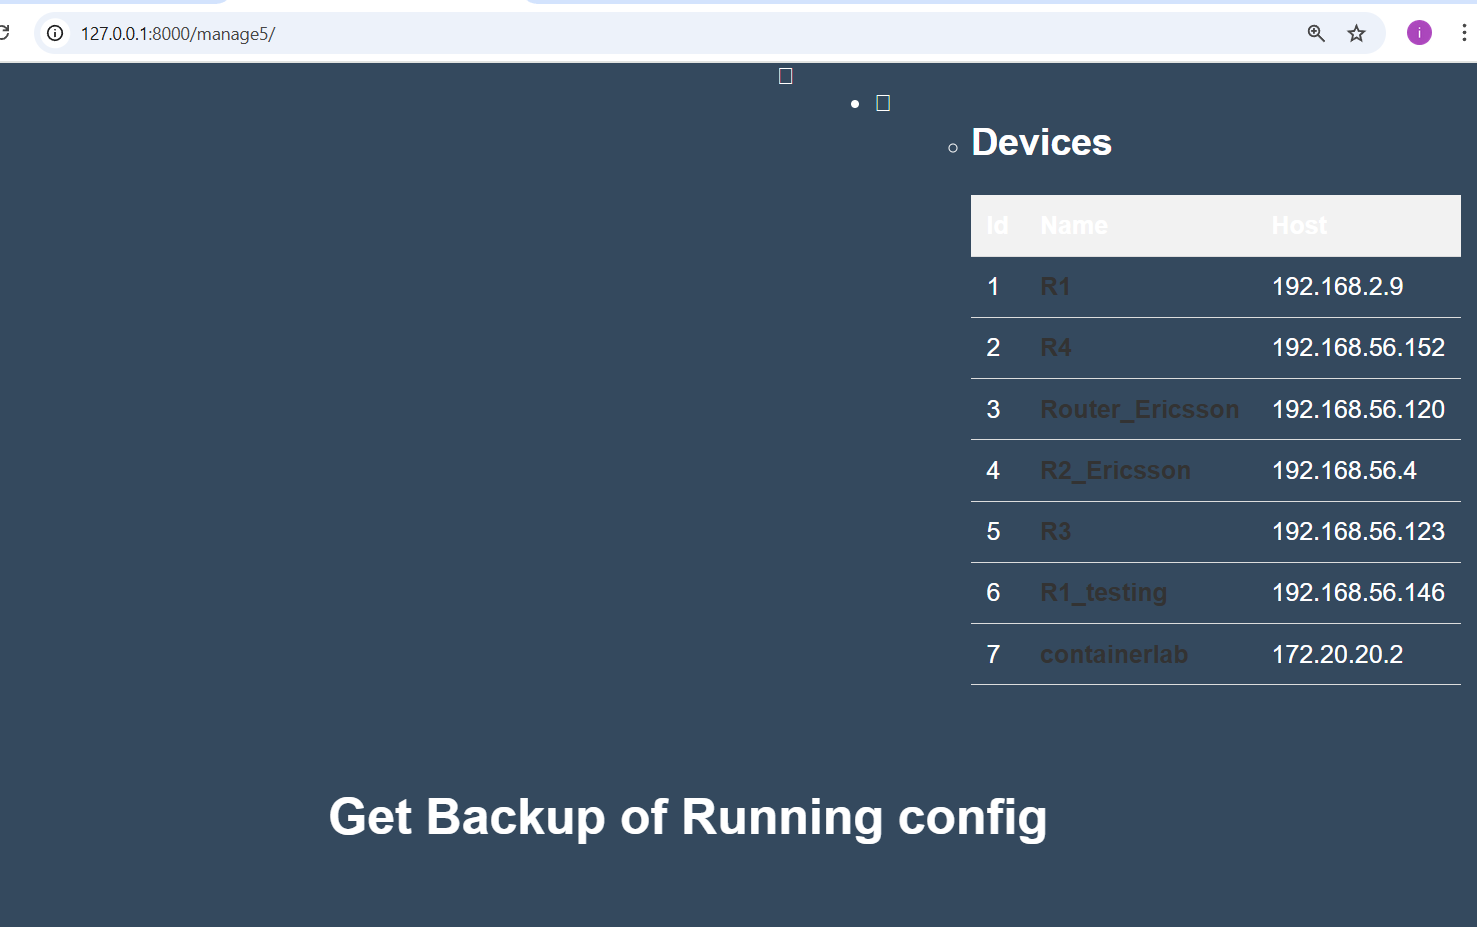 127.0.0.1:8000/manage5/
i
Devices
Id Name Host
1 R1 192.168.2.9
2 R4 192.168.56.152
3 Router_Ericsson 192.168.56.120
4 R2_Ericsson 192.168.56.4
5 R3 192.168.56.123
6 R1_testing 192.168.56.146
7 containerlab 172.20.20.2
Get Backup of Running config